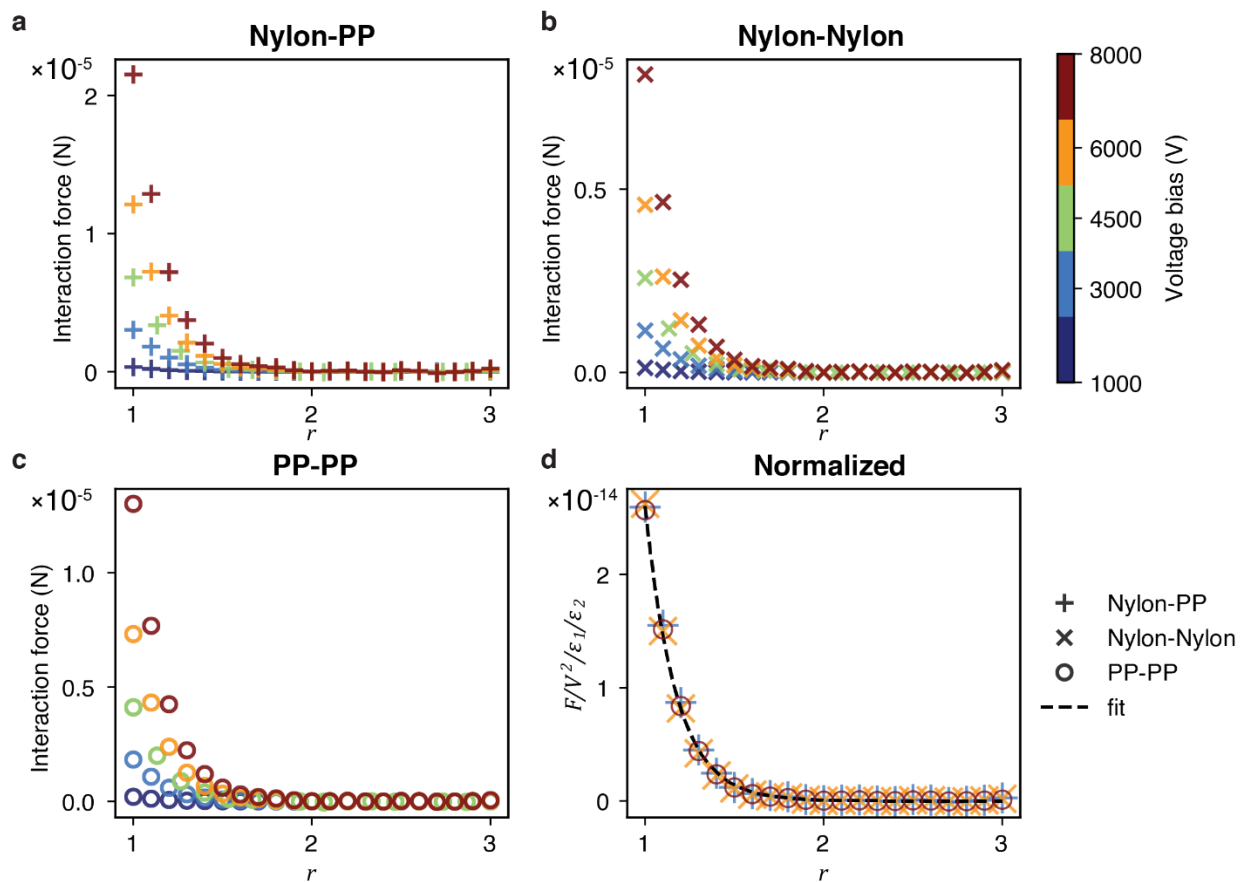 a
Nylon-PP
×10⁻⁵
Interaction force (N)
2
1
0
1
2
3
r
b
Nylon-Nylon
×10⁻⁵
Interaction force (N)
0.5
0.0
1
2
3
r
8000
6000
4500
3000
1000
Voltage bias (V)
c
PP-PP
×10⁻⁵
Interaction force (N)
1.0
0.5
0.0
1
2
3
r
d
Normalized
×10⁻¹⁴
F/V²/ε₁/ε₂
2
1
0
1
2
3
r
Nylon-PP
Nylon-Nylon
PP-PP
fit